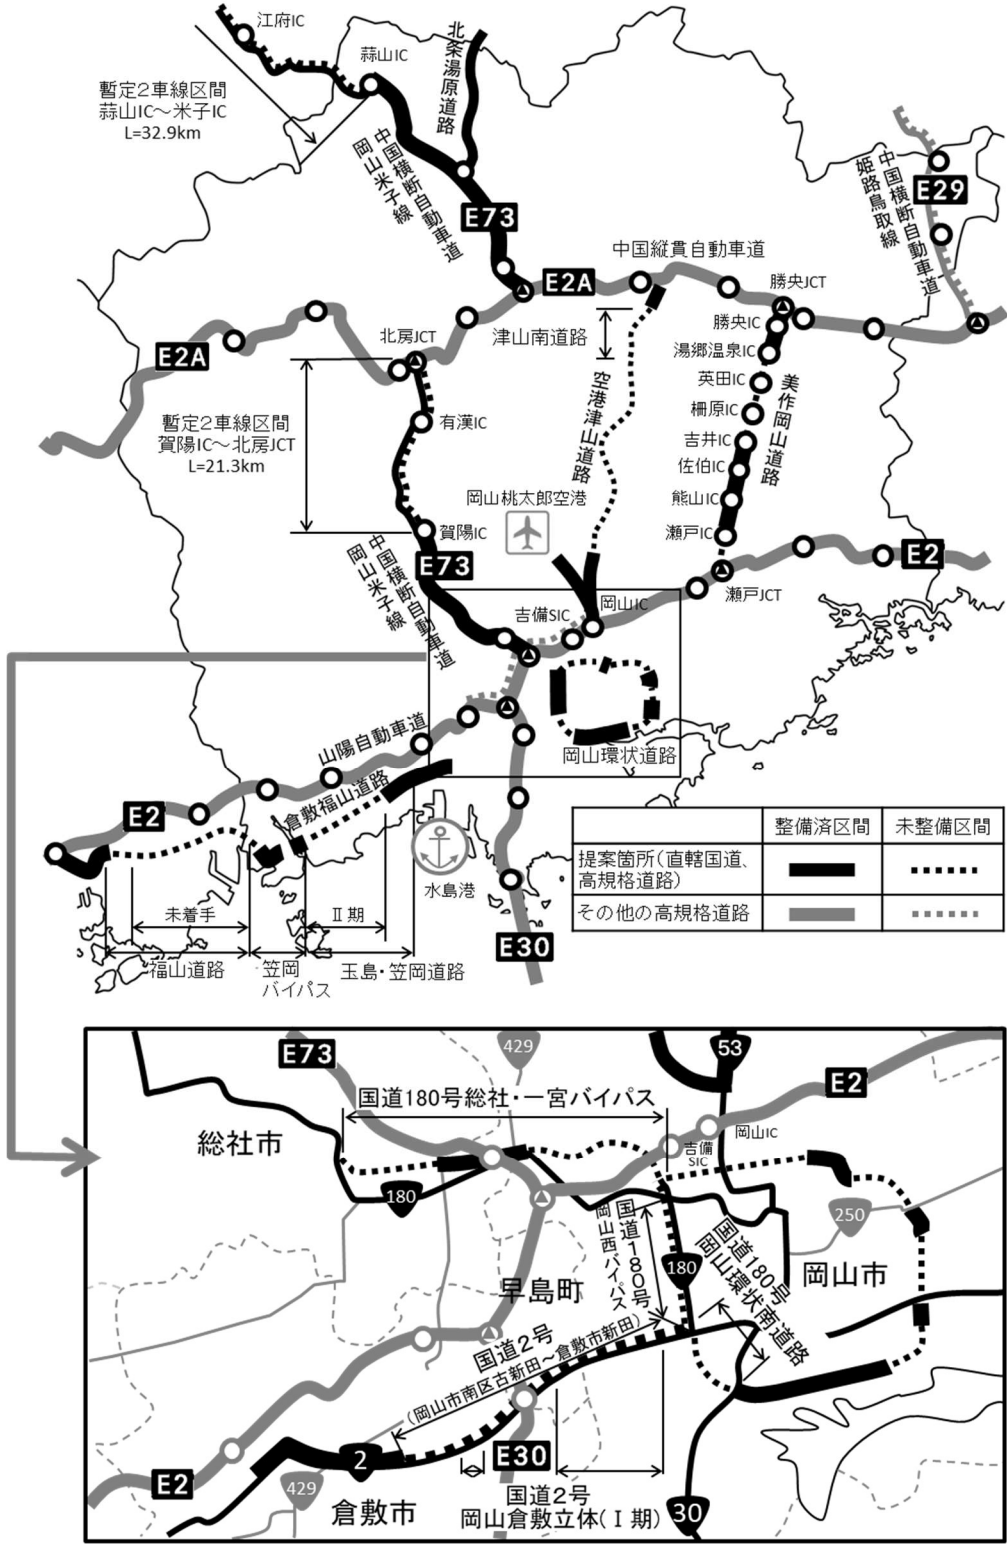 江府IC
蒜山IC
北条湯原道路
暫定2車線区間
蒜山IC～米子IC
L=32.9km
中国横断自動車道
岡山米子線
E73
E29
中国横断自動車道
姫路鳥取線
中国縦貫自動車道
E2A
勝央JCT
北房JCT
津山南道路
勝央IC
E2A
湯郷温泉IC
英田IC
美作岡山道路
空港津山道路
柵原IC
暫定2車線区間
賀陽IC～北房JCT
L=21.3km
有漢IC
吉井IC
佐伯IC
岡山桃太郎空港
熊山IC
賀陽IC
瀬戸IC
E73
E2
中国横断自動車道
岡山米子線
瀬戸JCT
吉備SIC
岡山IC
山陽自動車道
岡山環状道路
倉敷福山道路
E2
水島港
整備済区間
未整備区間
提案箇所(直轄国道、
高規格道路)
その他の高規格道路
未着手
Ⅱ期
E30
福山道路
笠岡
バイパス
玉島・笠岡道路
E73
429
53
E2
国道180号総社・一宮バイパス
総社市
吉備
SIC
岡山IC
180
国道180号
岡山西バイパス
250
180
国道180号
岡山環状南道路
岡山市
早島町
国道2号
(岡山市南区古新田～倉敷市新田)
E2
2
E30
429
倉敷市
国道2号
岡山倉敷立体(Ⅰ期)
30